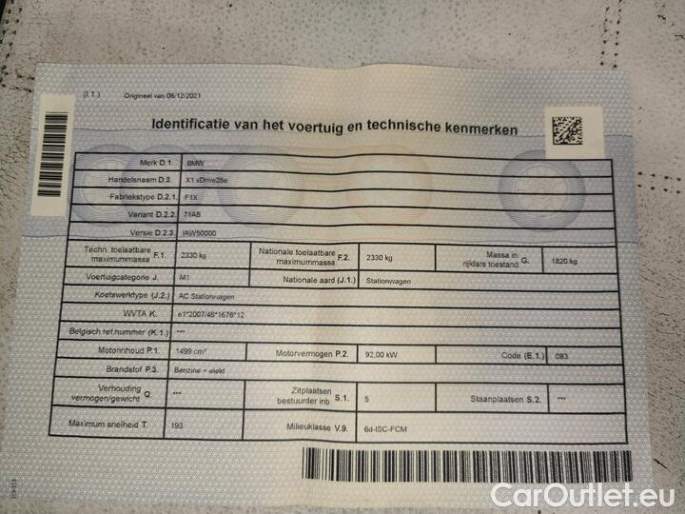 (I.1.) Origineel van 06/12/2021
Identificatie van het voertuig en technische kenmerken
Merk D.1. BMW
Handelsnaam D.3. X1 xDrive25e
Fabriekstype D.2.1. F1X
Variant D.2.2. 71AB
Versie D.2.3. IAW50000
Techn. toelaatbare maximummassa F.1. 2330 kg Nationale toelaatbare maximummassa F.2. 2330 kg Massa in rijklare toestand G. 1820 kg
Voertuigcategorie J. M1 Nationale aard (J.1.) Stationwagen
Koetswerktype (J.2.) AC Stationwagen
WVTA K. e1*2007/46*1676*12
Belgisch ref.nummer (K.1.) ---
Motorinhoud P.1. 1499 cm³ Motorvermogen P.2. 92,00 kW Code (E.1.) 083
Brandstof P.3. Benzine + elekt
Verhouding vermogen/gewicht Q. --- Zitplaatsen bestuurder inb. S.1. 5 Staanplaatsen S.2. ---
Maximum snelheid T. 193 Milieuklasse V.9. 6d-ISC-FCM
CarOutlet.eu